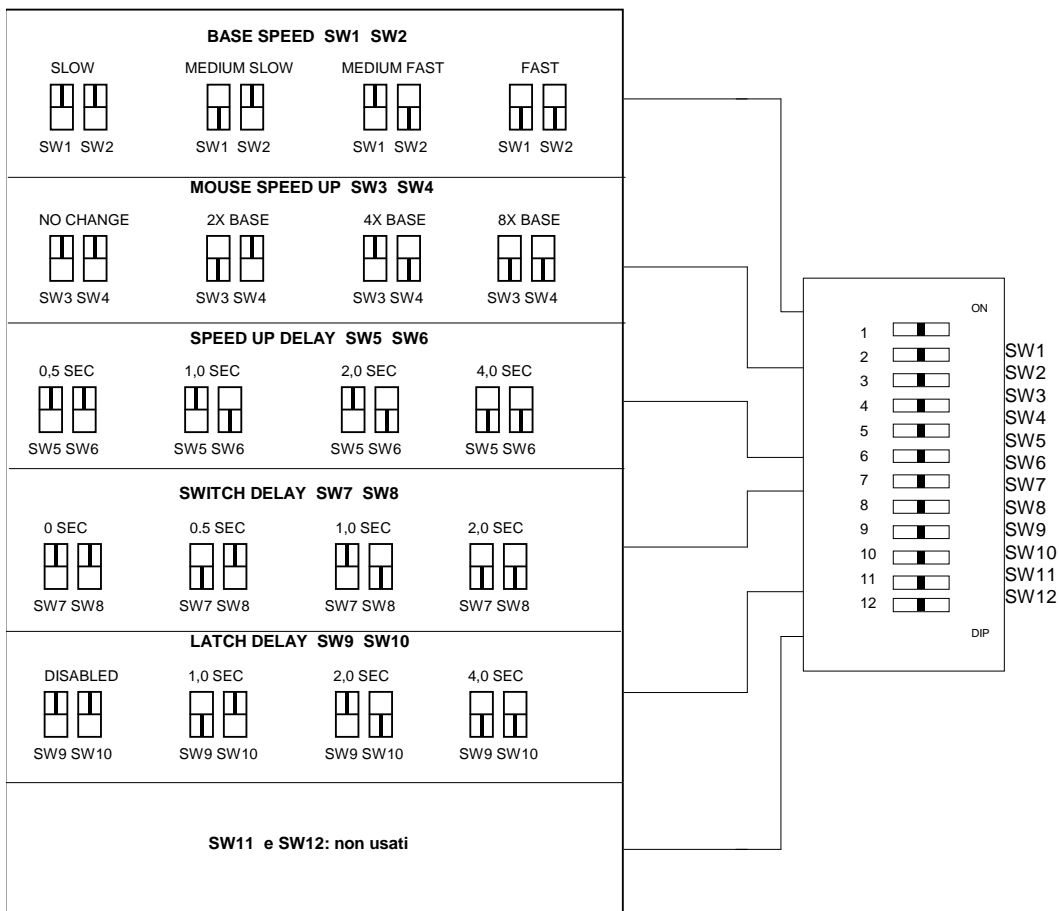 BASE SPEED SW1 SW2
SLOW MEDIUM SLOW MEDIUM FAST FAST
SW1 SW2 SW1 SW2 SW1 SW2 SW1 SW2
MOUSE SPEED UP SW3 SW4
NO CHANGE 2X BASE 4X BASE 8X BASE
SW3 SW4 SW3 SW4 SW3 SW4 SW3 SW4
SPEED UP DELAY SW5 SW6
0,5 SEC 1,0 SEC 2,0 SEC 4,0 SEC
SW5 SW6 SW5 SW6 SW5 SW6 SW5 SW6
SWITCH DELAY SW7 SW8
0 SEC 0.5 SEC 1,0 SEC 2,0 SEC
SW7 SW8 SW7 SW8 SW7 SW8 SW7 SW8
LATCH DELAY SW9 SW10
DISABLED 1,0 SEC 2,0 SEC 4,0 SEC
SW9 SW10 SW9 SW10 SW9 SW10 SW9 SW10
SW11 e SW12: non usati
ON
1
2
3
4
5
6
7
8
9
10
11
12
DIP
SW1
SW2
SW3
SW4
SW5
SW6
SW7
SW8
SW9
SW10
SW11
SW12